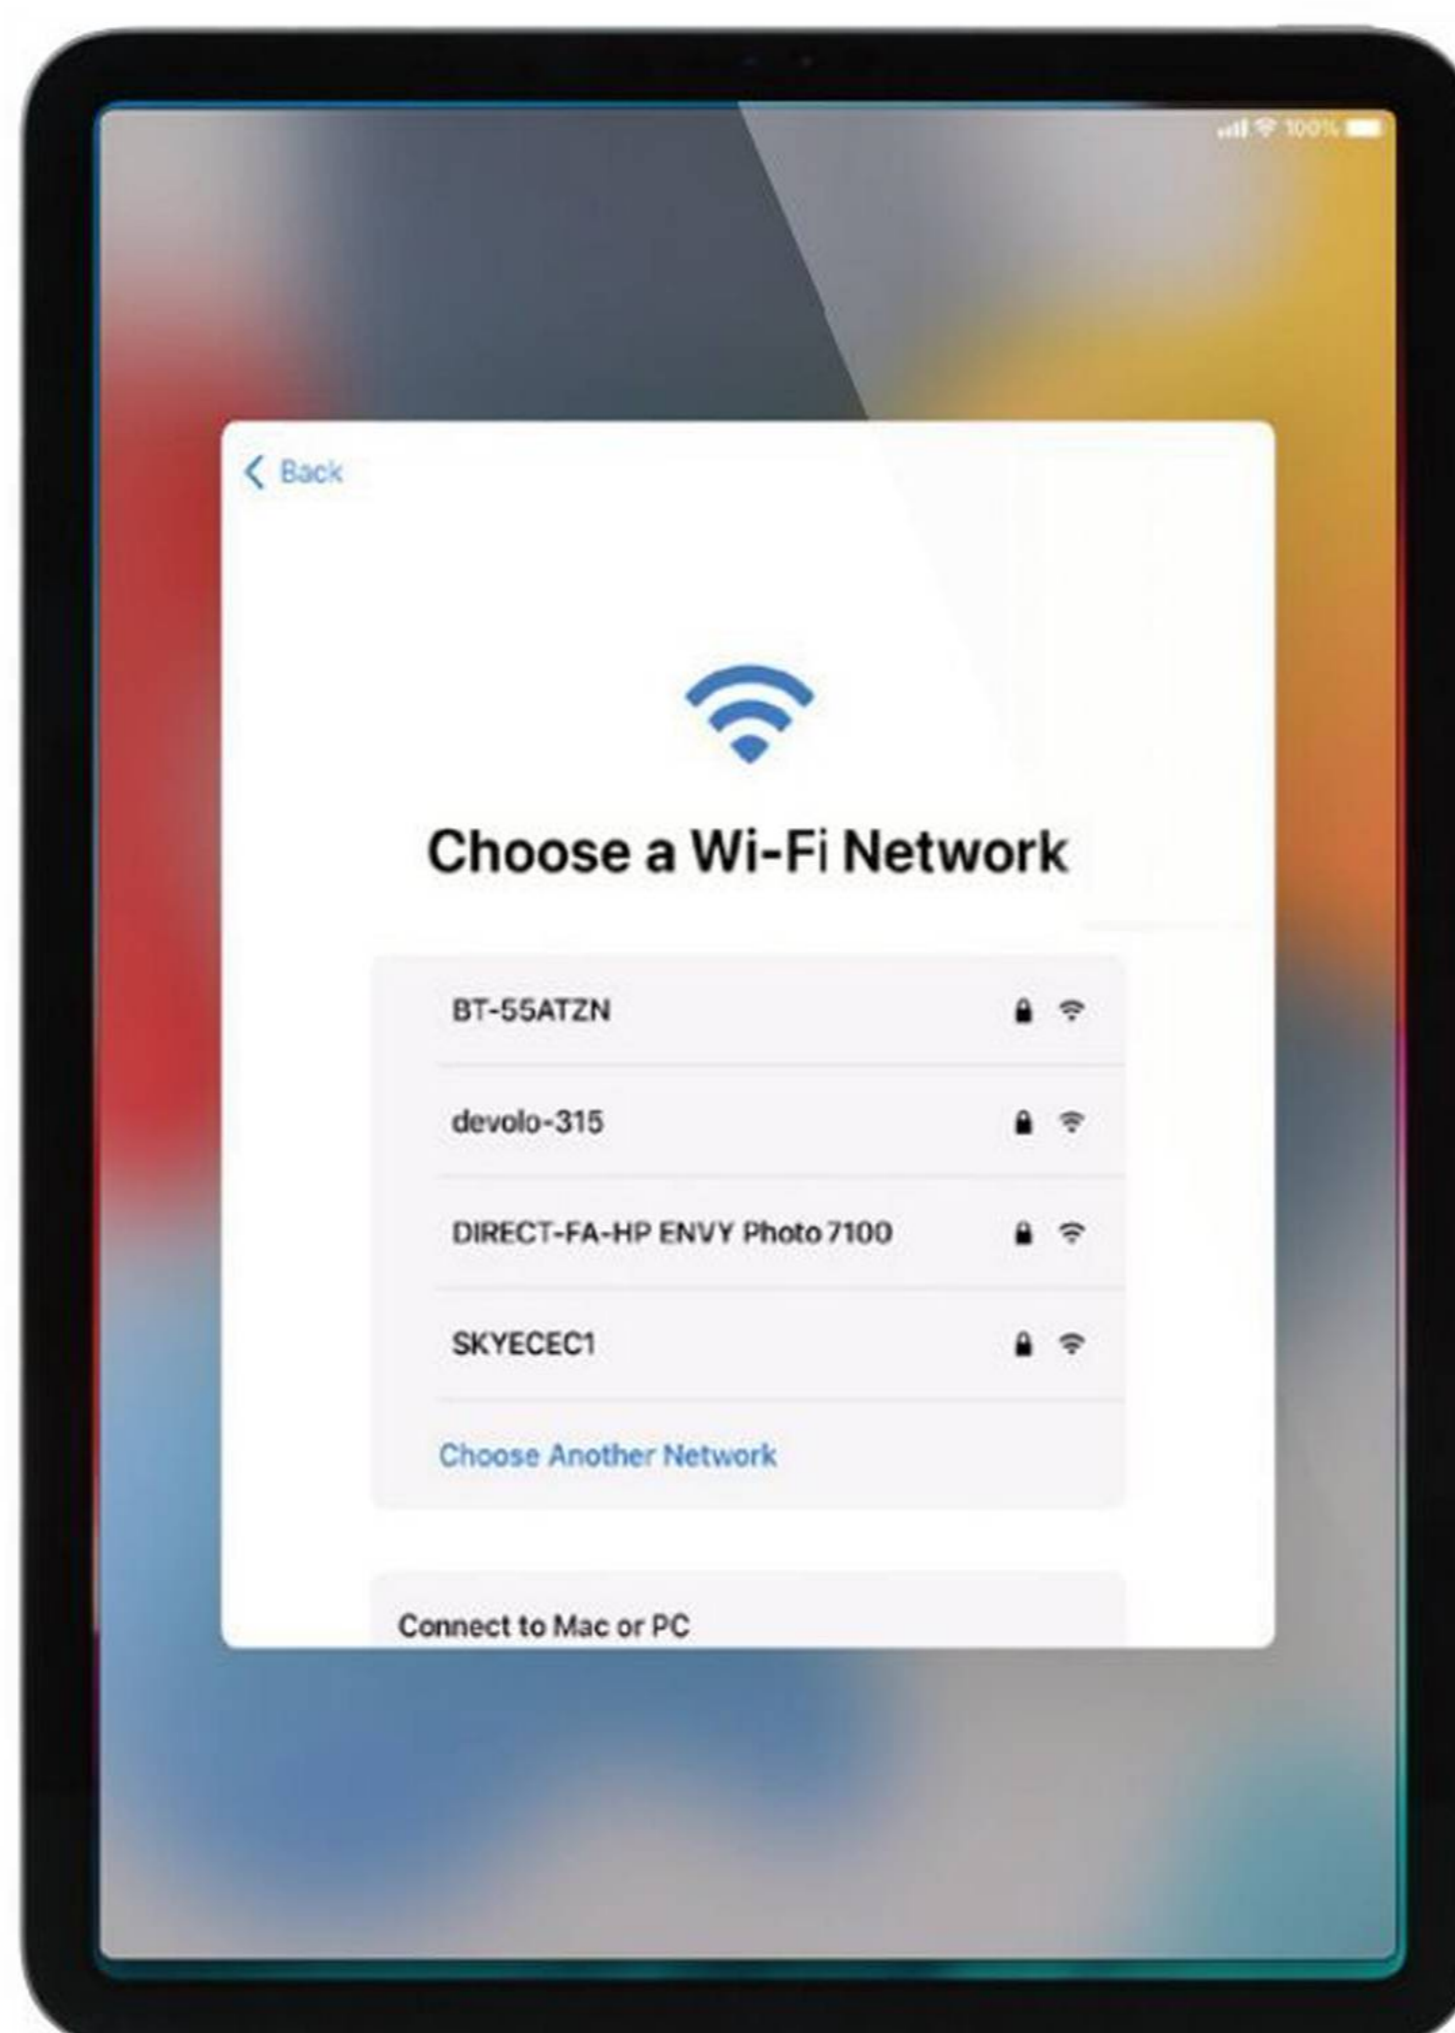 100%
Back
Choose a Wi-Fi Network
BT-55ATZN
devolo-315
DIRECT-FA-HP ENVY Photo 7100
SKYECEC1
Choose Another Network
Connect to Mac or PC